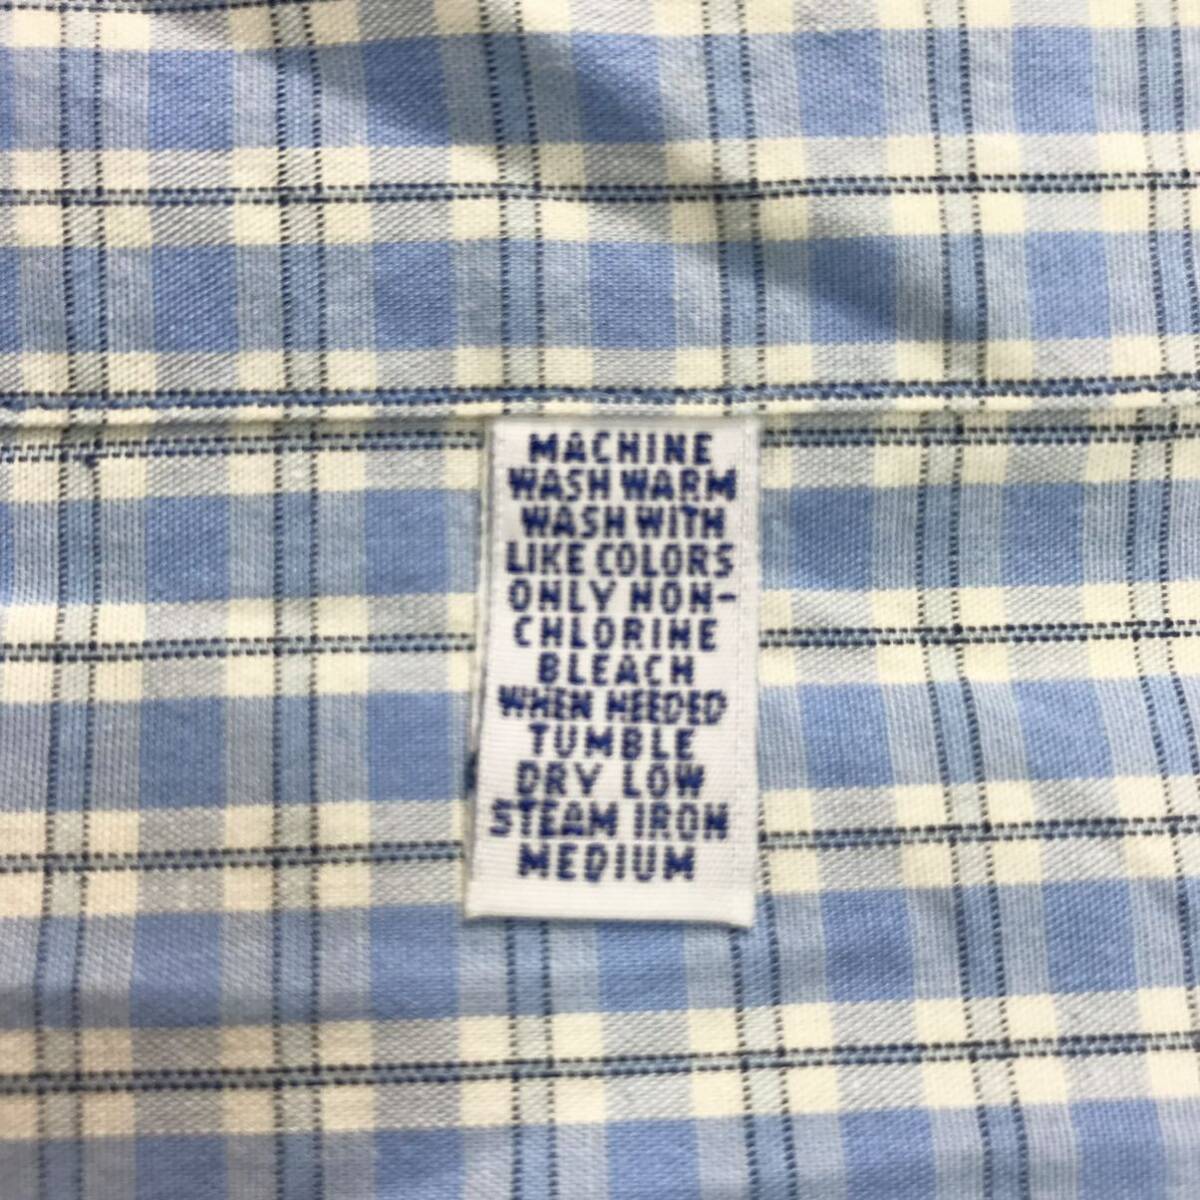 MACHINE
WASH WARM
WASH WITH
LIKE COLORS
ONLY NON-
CHLORINE
BLEACH
WHEN NEEDED
TUMBLE
DRY LOW
STEAM IRON
MEDIUM